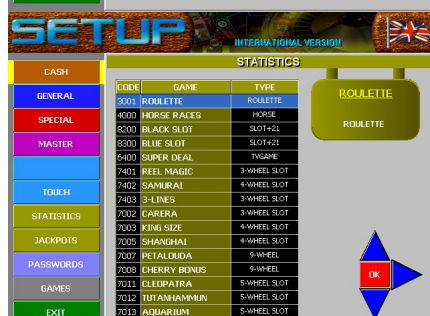 SETUP
INTERNATIONAL VERSION
STATISTICS
CASH
GENERAL
SPECIAL
MASTER
TOUCH
STATISTICS
JACKPOTS
PASSWORDS
GAMES
EXIT
CODE GAME TYPE
3001 ROULETTE ROULETTE
4000 HORSE RACES HORSE
8200 BLACK SLOT SLOT+21
8300 BLUE SLOT SLOT+21
6400 SUPER DEAL TVGAME
7401 REEL MAGIC 3-WHEEL SLOT
7402 SAMURAI 4-WHEEL SLOT
7403 3-LINES 3-WHEEL SLOT
7002 CARERA 3-WHEEL SLOT
7003 KING SIZE 4-WHEEL SLOT
7005 SHANGHAI 4-WHEEL SLOT
7007 PETALOUDA 9-WHEEL
7008 CHERRY BONUS 9-WHEEL
7011 CLEOPATRA 5-WHEEL SLOT
7012 TUTANHAMMUN 5-WHEEL SLOT
7013 AQUARIUM 5-WHEEL SLOT
ROULETTE
ROULETTE
OK